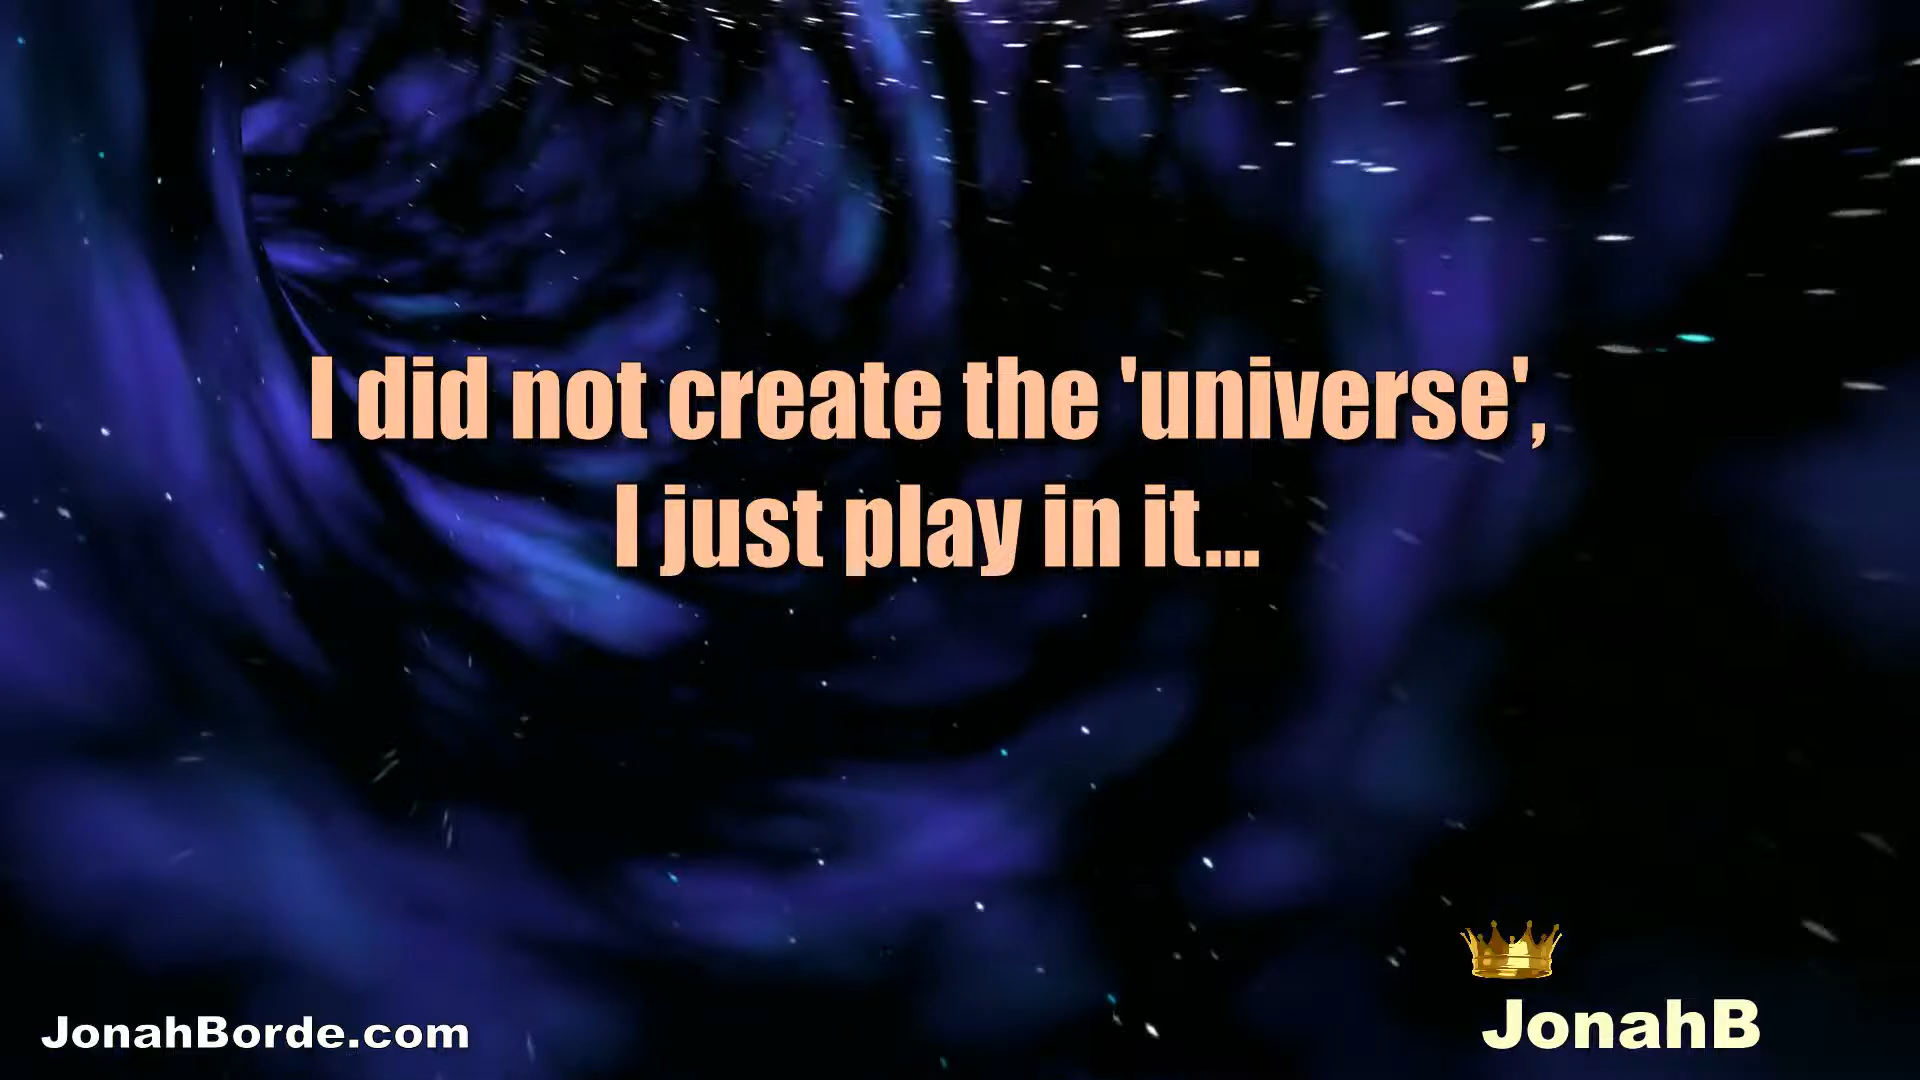 I did not create the 'universe',
I just play in it...
JonahBorde.com
JonahB